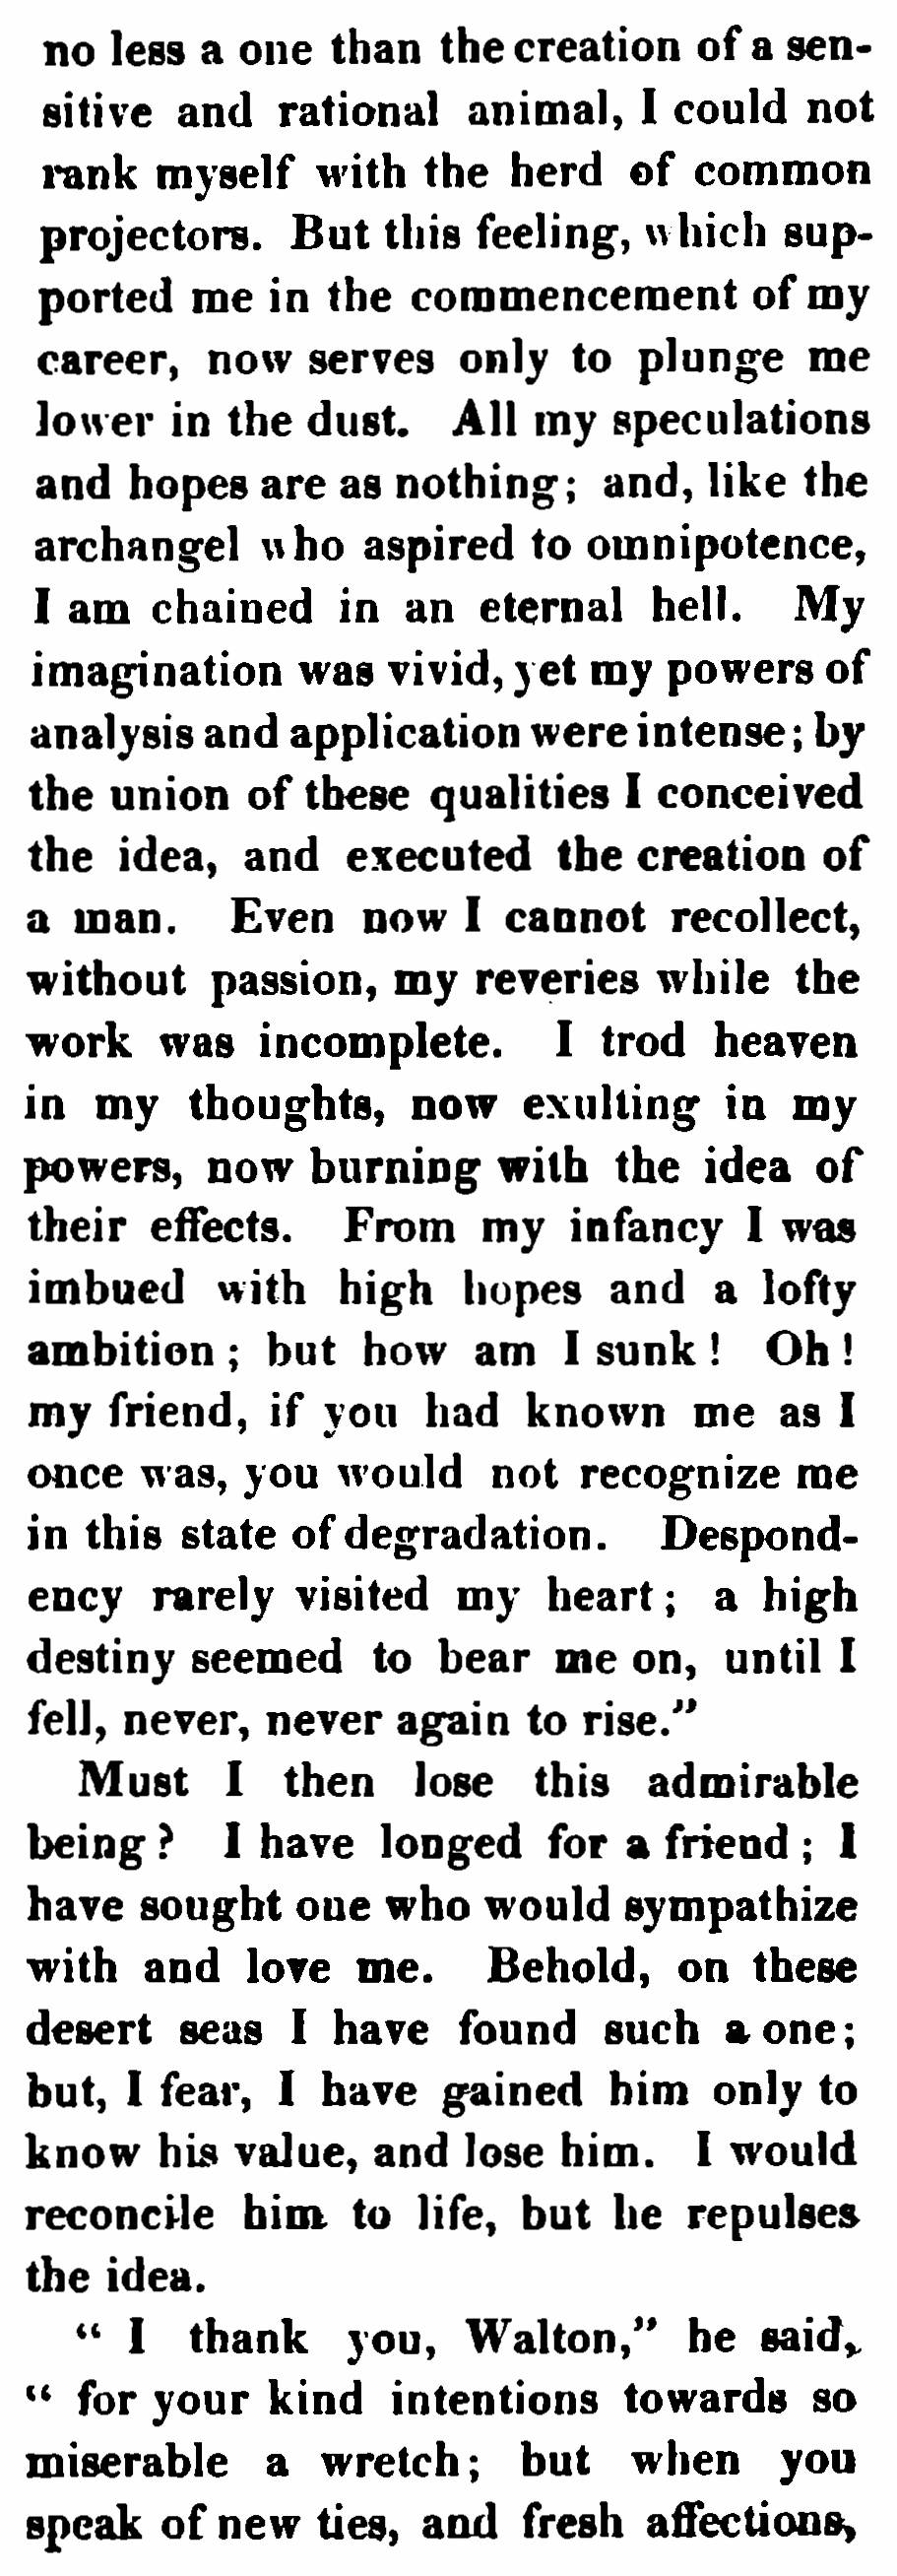 no less a one than the creation of a sen-
sitive and rational animal, I could not
rank myself with the herd of common
projectors. But this feeling, which sup-
ported me in the commencement of my
career, now serves only to plunge me
lower in the dust. All my speculations
and hopes are as nothing; and, like the
archangel who aspired to omnipotence,
I am chained in an eternal hell. My
imagination was vivid, yet my powers of
analysis and application were intense; by
the union of these qualities I conceived
the idea, and executed the creation of
a man. Even now I cannot recollect,
without passion, my reveries while the
work was incomplete. I trod heaven
in my thoughts, now exulting in my
powers, now burning with the idea of
their effects. From my infancy I was
imbued with high hopes and a lofty
ambition; but how am I sunk! Oh!
my friend, if you had known me as I
once was, you would not recognize me
in this state of degradation. Despond-
ency rarely visited my heart; a high
destiny seemed to bear me on, until I
fell, never, never again to rise.”
Must I then lose this admirable
being? I have longed for a friend; I
have sought one who would sympathize
with and love me. Behold, on these
desert seas I have found such a one;
but, I fear, I have gained him only to
know his value, and lose him. I would
reconcile him to life, but he repulses
the idea.
“ I thank you, Walton,” he said,
“ for your kind intentions towards so
miserable a wretch; but when you
speak of new ties, and fresh affections,